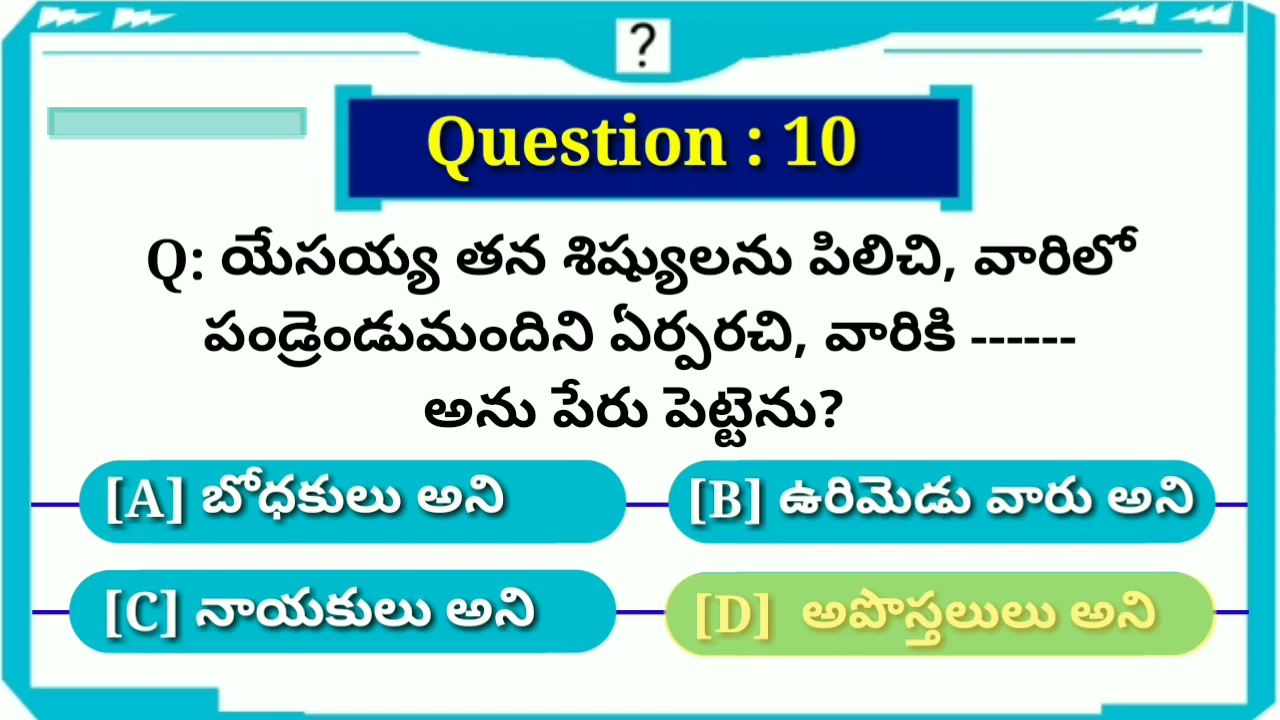 ?
Question : 10
Q: యేసయ్య తన శిష్యులను పిలిచి, వారిలో
పండ్రెండుమందిని ఏర్పరచి, వారికి ------
అను పేరు పెట్టెను?
[A] బోధకులు అని
[B] ఉరిమెడు వారు అని
[C] నాయకులు అని
[D] అపొస్తలులు అని